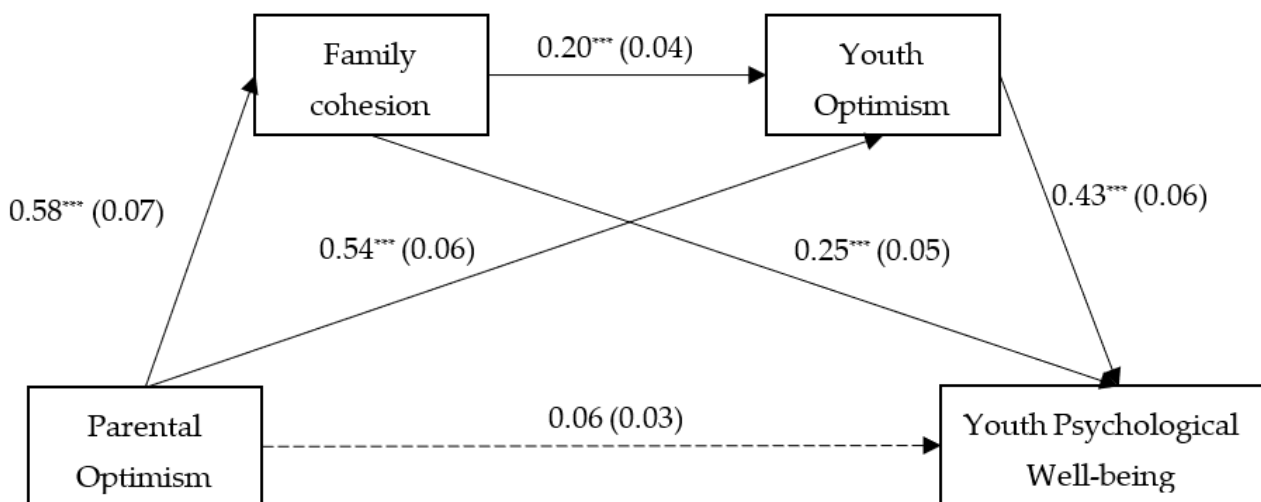 Family
cohesion
0.20*** (0.04)
Youth
Optimism
0.58*** (0.07)
0.54*** (0.06)
0.25*** (0.05)
0.43*** (0.06)
Parental
Optimism
0.06 (0.03)
Youth Psychological
Well-being